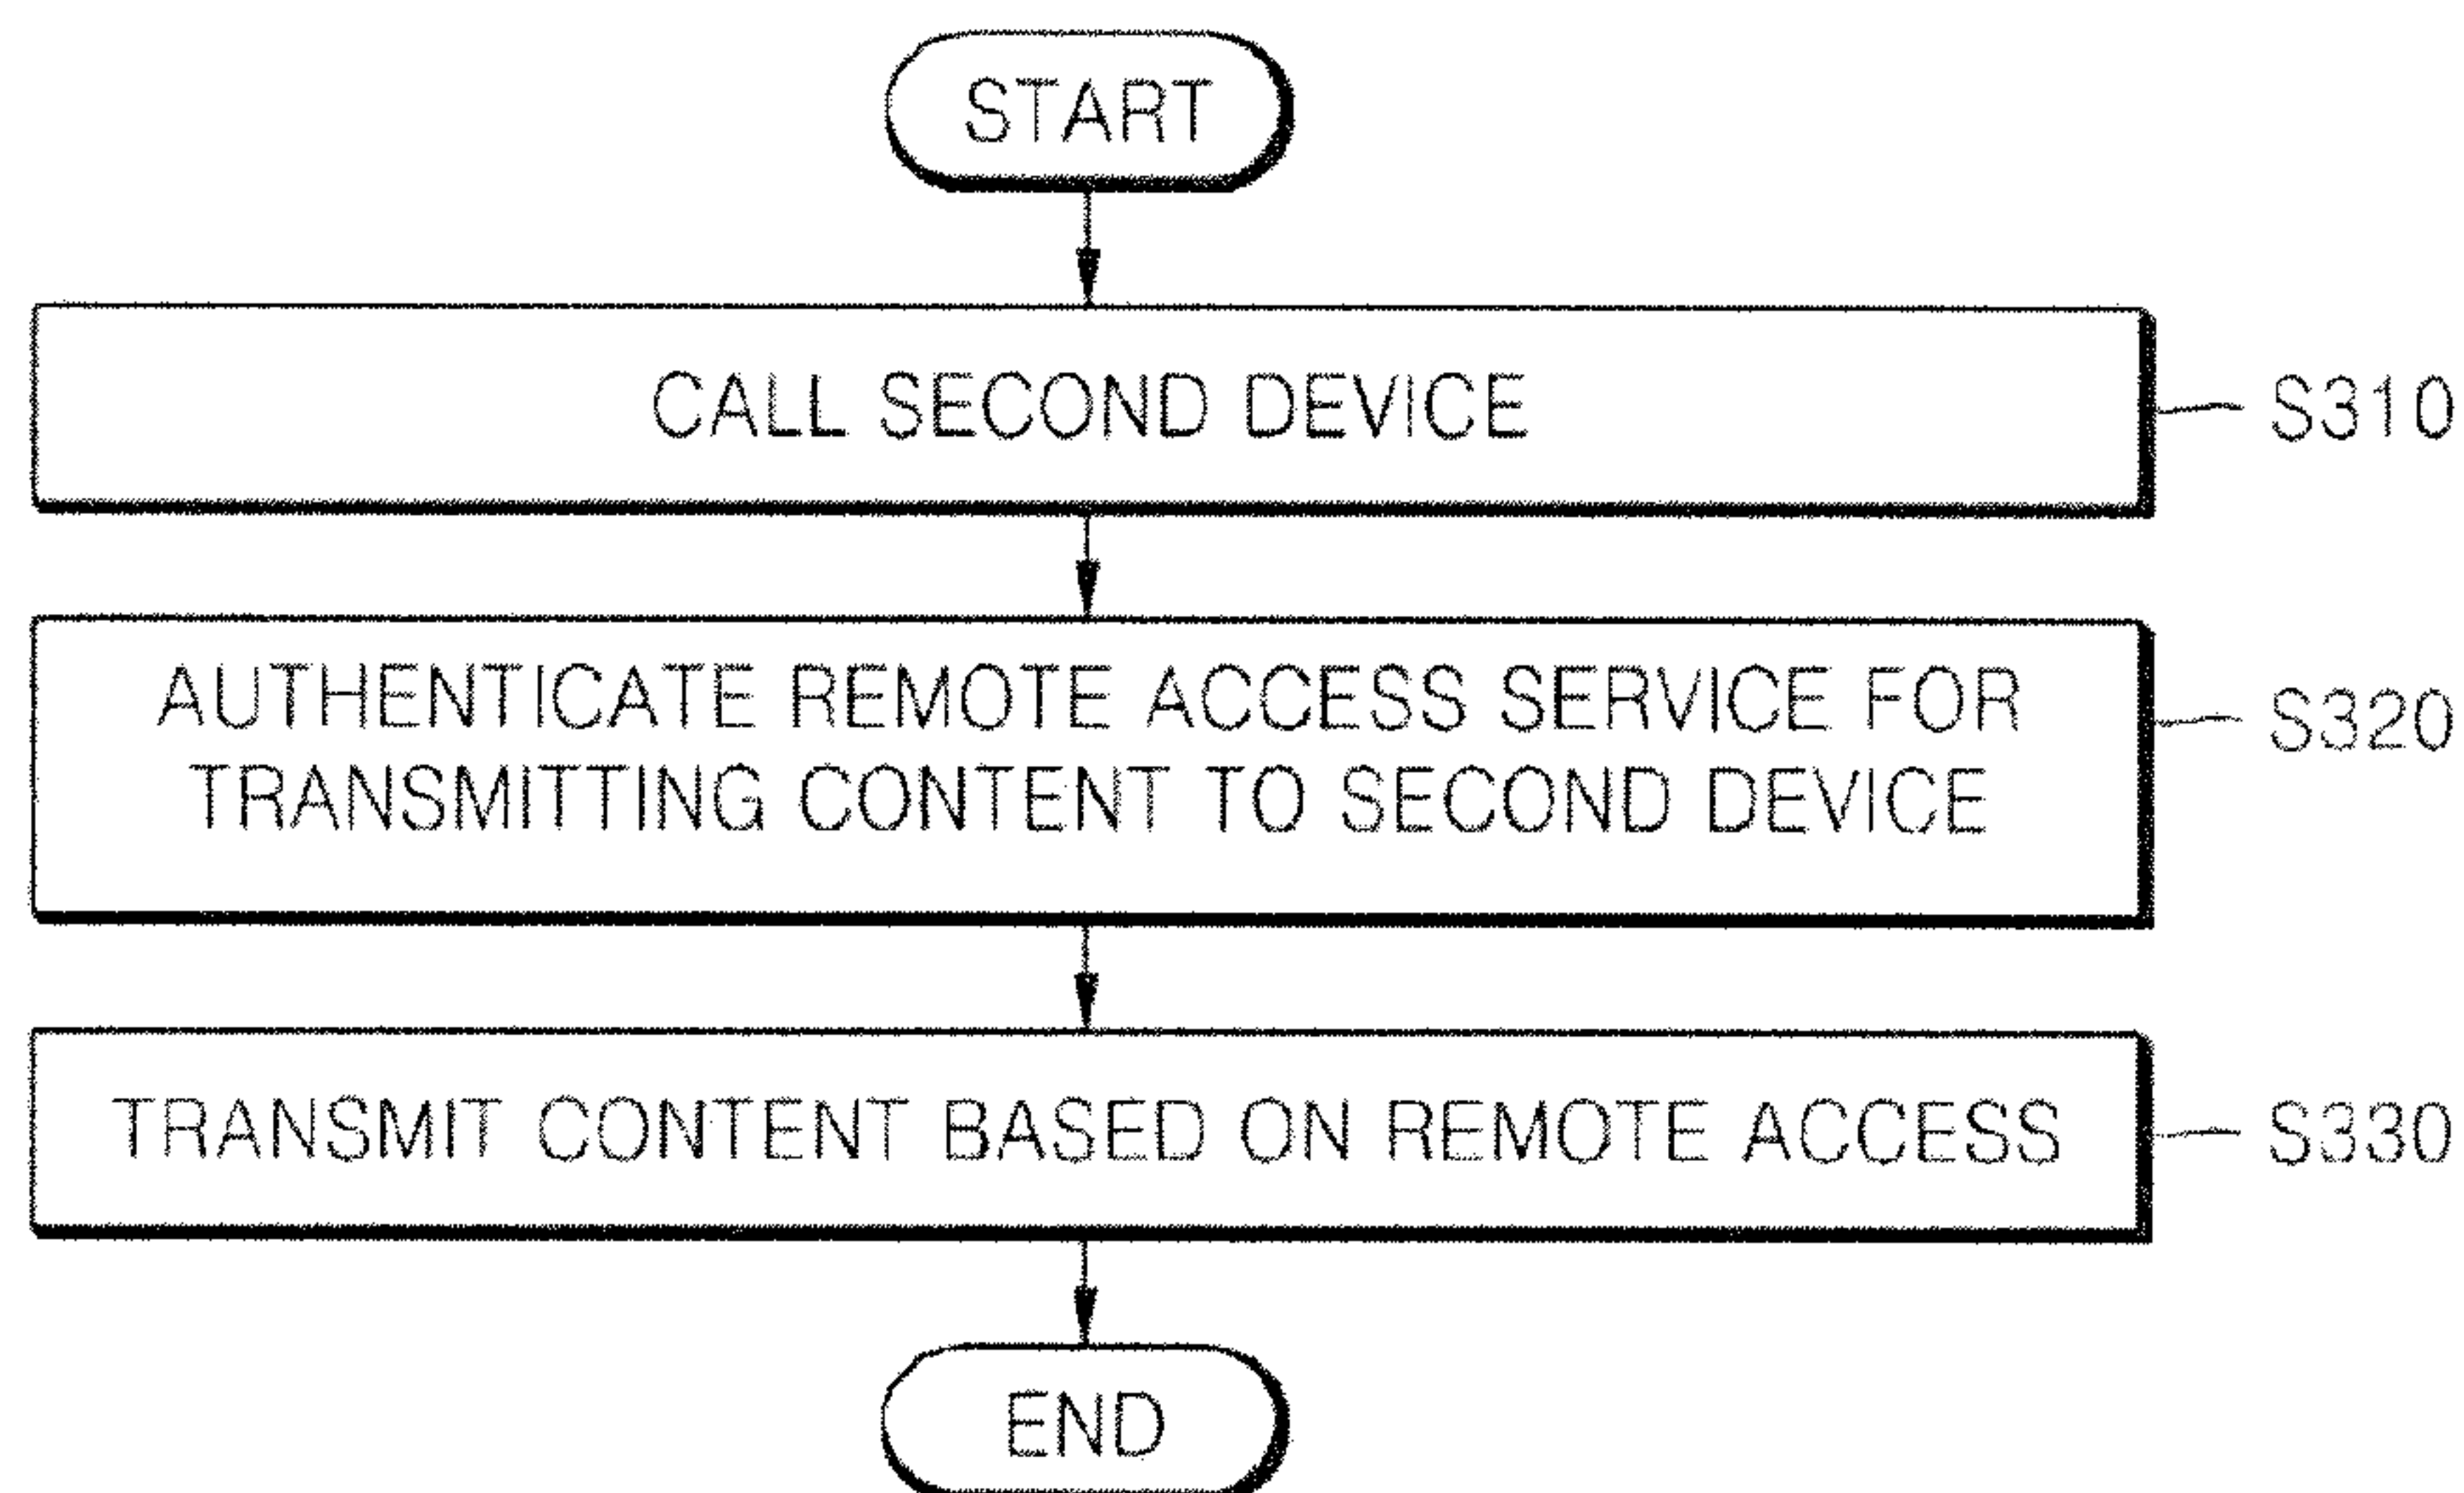 START
CALL SECOND DEVICE
S310
AUTHENTICATE REMOTE ACCESS SERVICE FOR
TRANSMITTING CONTENT TO SECOND DEVICE
S320
TRANSMIT CONTENT BASED ON REMOTE ACCESS
S330
END